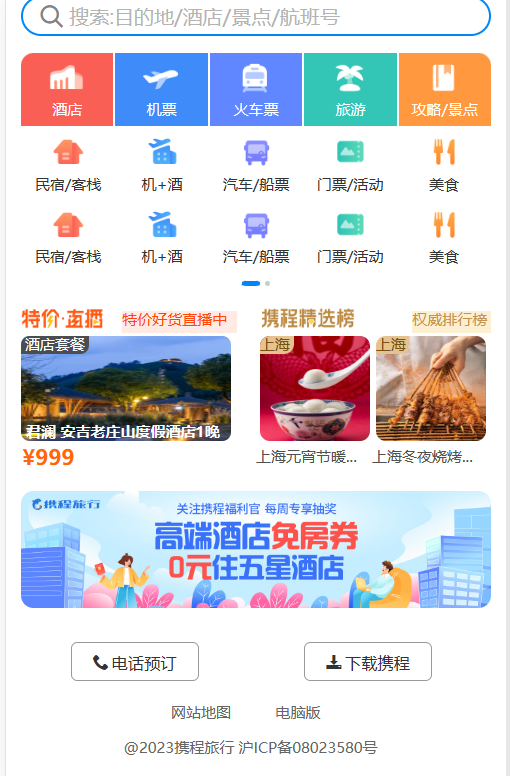 搜索:目的地/酒店/景点/航班号
酒店 机票 火车票 旅游 攻略/景点
民宿/客栈 机+酒 汽车/船票 门票/活动 美食
民宿/客栈 机+酒 汽车/船票 门票/活动 美食
特价·直播 特价好货直播中 携程精选榜 权威排行榜
酒店套餐 上海 上海
君澜 安吉老庄山度假酒店1晚
¥999 上海元宵节暖... 上海冬夜烧烤...
携程旅行
关注携程福利官 每周专享抽奖
高端酒店免房券
0元住五星酒店
电话预订 下载携程
网站地图 电脑版
@2023携程旅行 沪ICP备08023580号